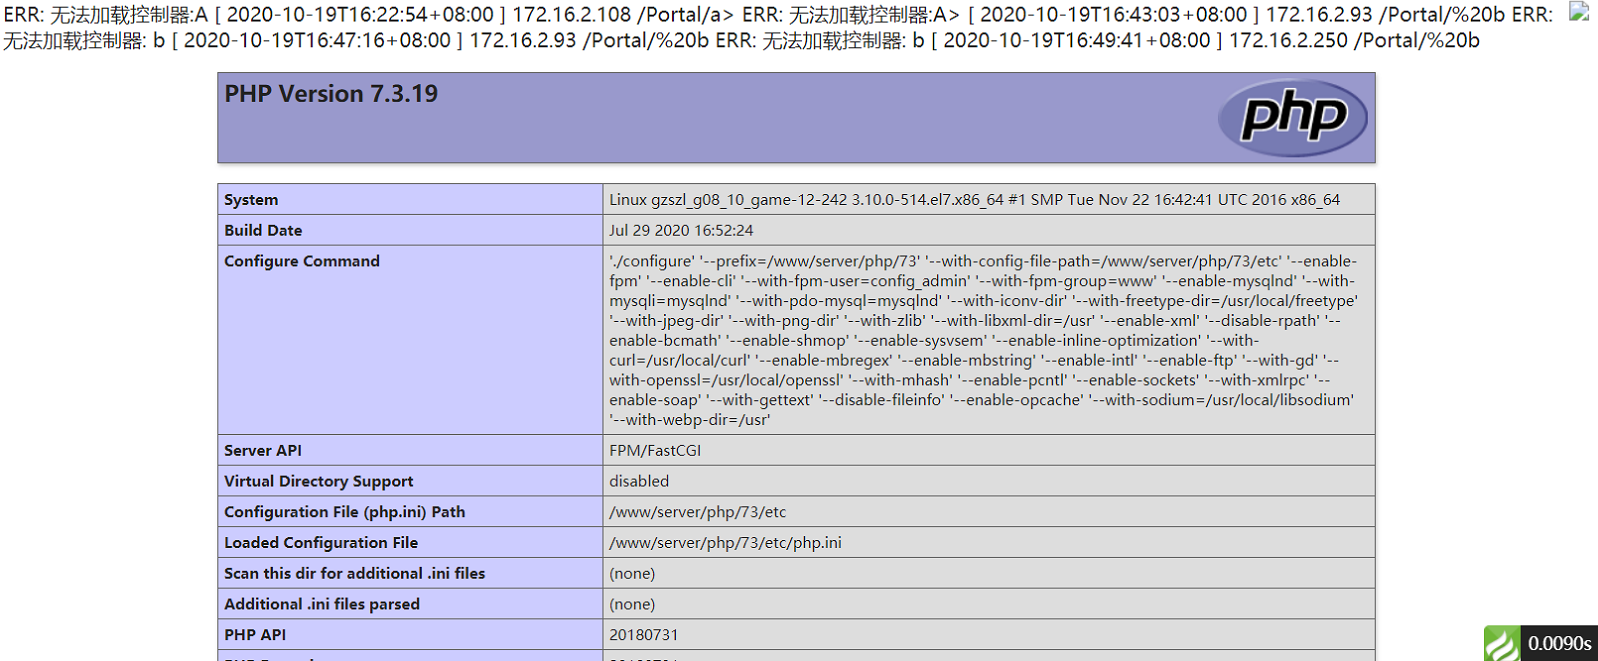 ERR: 无法加载控制器:A [ 2020-10-19T16:22:54+08:00 ] 172.16.2.108 /Portal/a> ERR: 无法加载控制器:A> [ 2020-10-19T16:43:03+08:00 ] 172.16.2.93 /Portal/%20b ERR:
无法加载控制器: b [ 2020-10-19T16:47:16+08:00 ] 172.16.2.93 /Portal/%20b ERR: 无法加载控制器: b [ 2020-10-19T16:49:41+08:00 ] 172.16.2.250 /Portal/%20b
PHP Version 7.3.19
php
System Linux gzszl_g08_10_game-12-242 3.10.0-514.el7.x86_64 #1 SMP Tue Nov 22 16:42:41 UTC 2016 x86_64
Build Date Jul 29 2020 16:52:24
Configure Command './configure' '--prefix=/www/server/php/73' '--with-config-file-path=/www/server/php/73/etc' '--enable-
fpm' '--enable-cli' '--with-fpm-user=config_admin' '--with-fpm-group=www' '--enable-mysqlnd' '--with-
mysqli=mysqlnd' '--with-pdo-mysql=mysqlnd' '--with-iconv-dir' '--with-freetype-dir=/usr/local/freetype'
'--with-jpeg-dir' '--with-png-dir' '--with-zlib' '--with-libxml-dir=/usr' '--enable-xml' '--disable-rpath' '--
enable-bcmath' '--enable-shmop' '--enable-sysvsem' '--enable-inline-optimization' '--with-
curl=/usr/local/curl' '--enable-mbregex' '--enable-mbstring' '--enable-intl' '--enable-ftp' '--with-gd' '--
with-openssl=/usr/local/openssl' '--with-mhash' '--enable-pcntl' '--enable-sockets' '--with-xmlrpc' '--
enable-soap' '--with-gettext' '--disable-fileinfo' '--enable-opcache' '--with-sodium=/usr/local/libsodium'
'--with-webp-dir=/usr'
Server API FPM/FastCGI
Virtual Directory Support disabled
Configuration File (php.ini) Path /www/server/php/73/etc
Loaded Configuration File /www/server/php/73/etc/php.ini
Scan this dir for additional .ini files (none)
Additional .ini files parsed (none)
PHP API 20180731
0.0090s